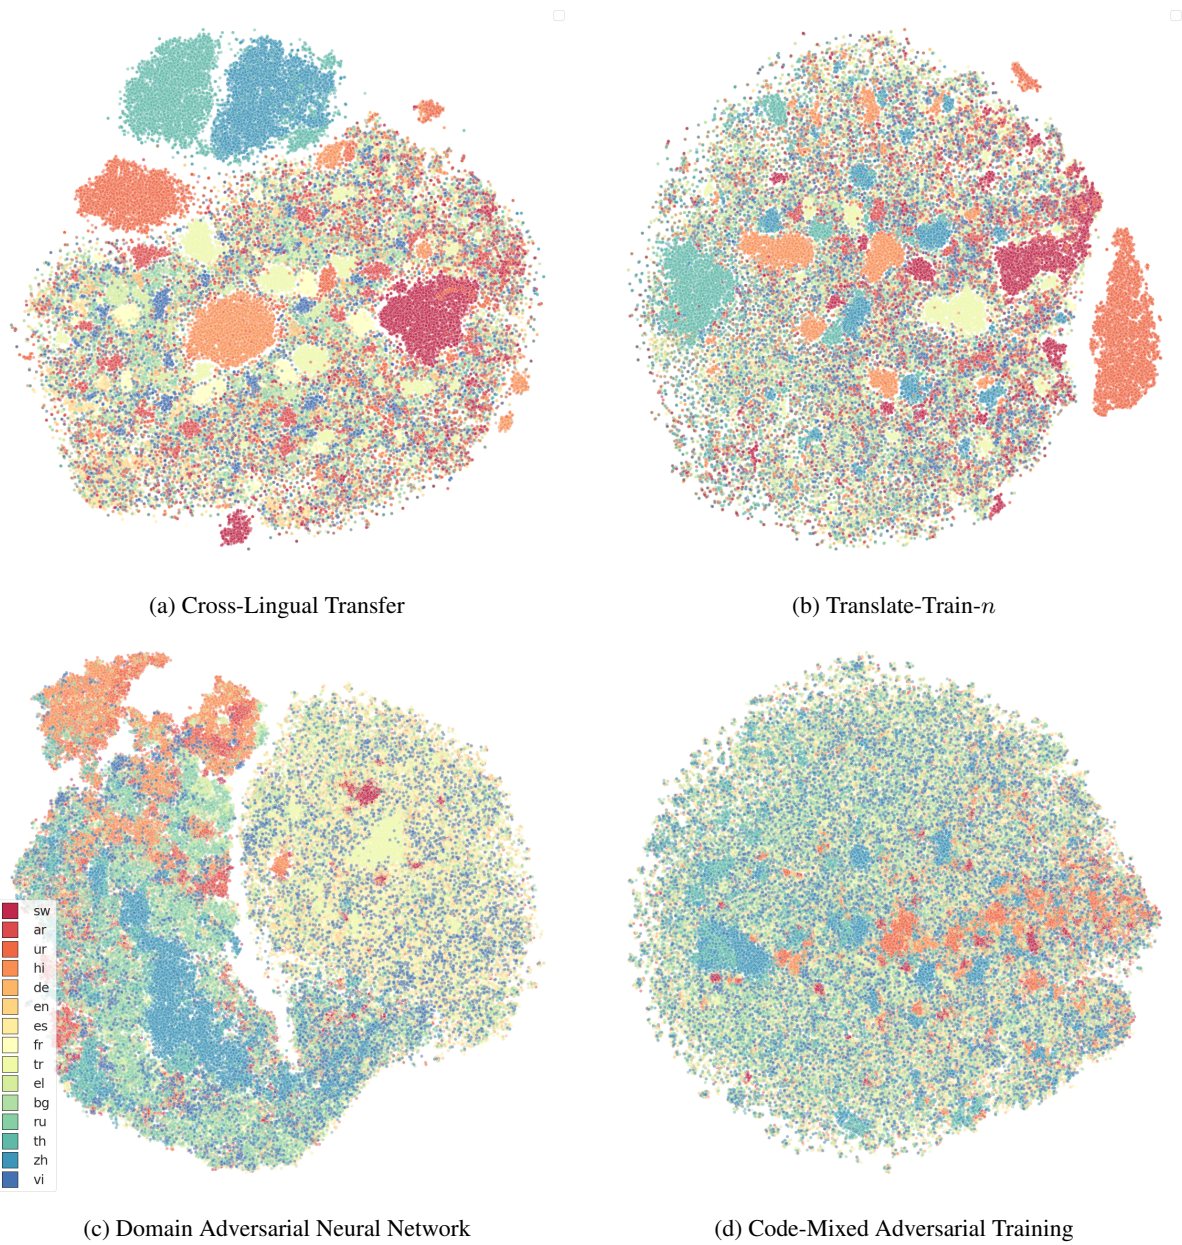 (a) Cross-Lingual Transfer
(b) Translate-Train-n
sw
ar
ur
hi
de
en
es
fr
tr
el
bg
ru
th
zh
vi
(c) Domain Adversarial Neural Network
(d) Code-Mixed Adversarial Training